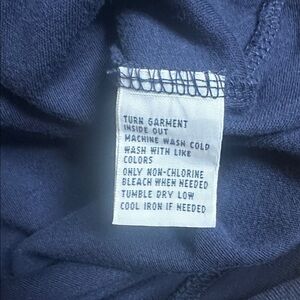 TURN GARMENT
INSIDE OUT
MACHINE WASH COLD
WASH WITH LIKE
COLORS
ONLY NON-CHLORINE
BLEACH WHEN NEEDED
TUMBLE DRY LOW
COOL IRON IF NEEDED